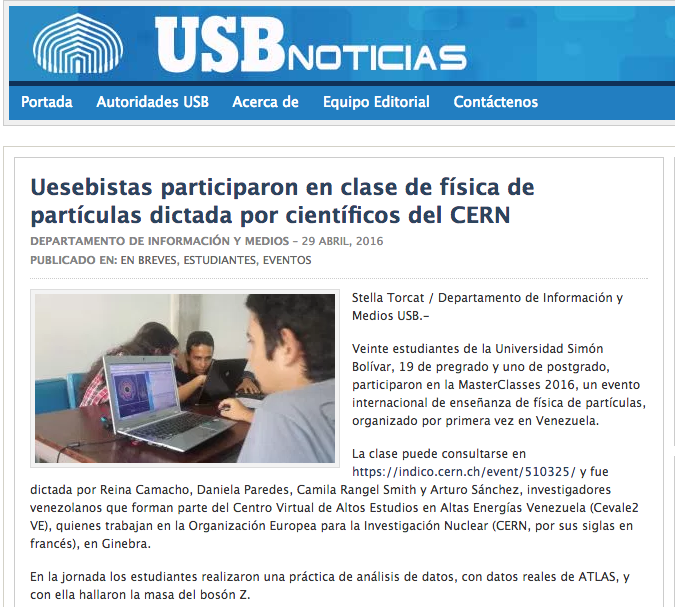 USBNOTICIAS
Portada Autoridades USB Acerca de Equipo Editorial Contáctenos
Uesebistas participaron en clase de física de
partículas dictada por científicos del CERN
DEPARTAMENTO DE INFORMACIÓN Y MEDIOS – 29 ABRIL, 2016
PUBLICADO EN: EN BREVES, ESTUDIANTES, EVENTOS
Stella Torcat / Departamento de Información y
Medios USB.-
Veinte estudiantes de la Universidad Simón
Bolívar, 19 de pregrado y uno de postgrado,
participaron en la MasterClasses 2016, un evento
internacional de enseñanza de física de partículas,
organizado por primera vez en Venezuela.
La clase puede consultarse en
https://indico.cern.ch/event/510325/ y fue
dictada por Reina Camacho, Daniela Paredes, Camila Rangel Smith y Arturo Sánchez, investigadores
venezolanos que forman parte del Centro Virtual de Altos Estudios en Altas Energías Venezuela (Cevale2
VE), quienes trabajan en la Organización Europea para la Investigación Nuclear (CERN, por sus siglas en
francés), en Ginebra.
En la jornada los estudiantes realizaron una práctica de análisis de datos, con datos reales de ATLAS, y
con ella hallaron la masa del bosón Z.